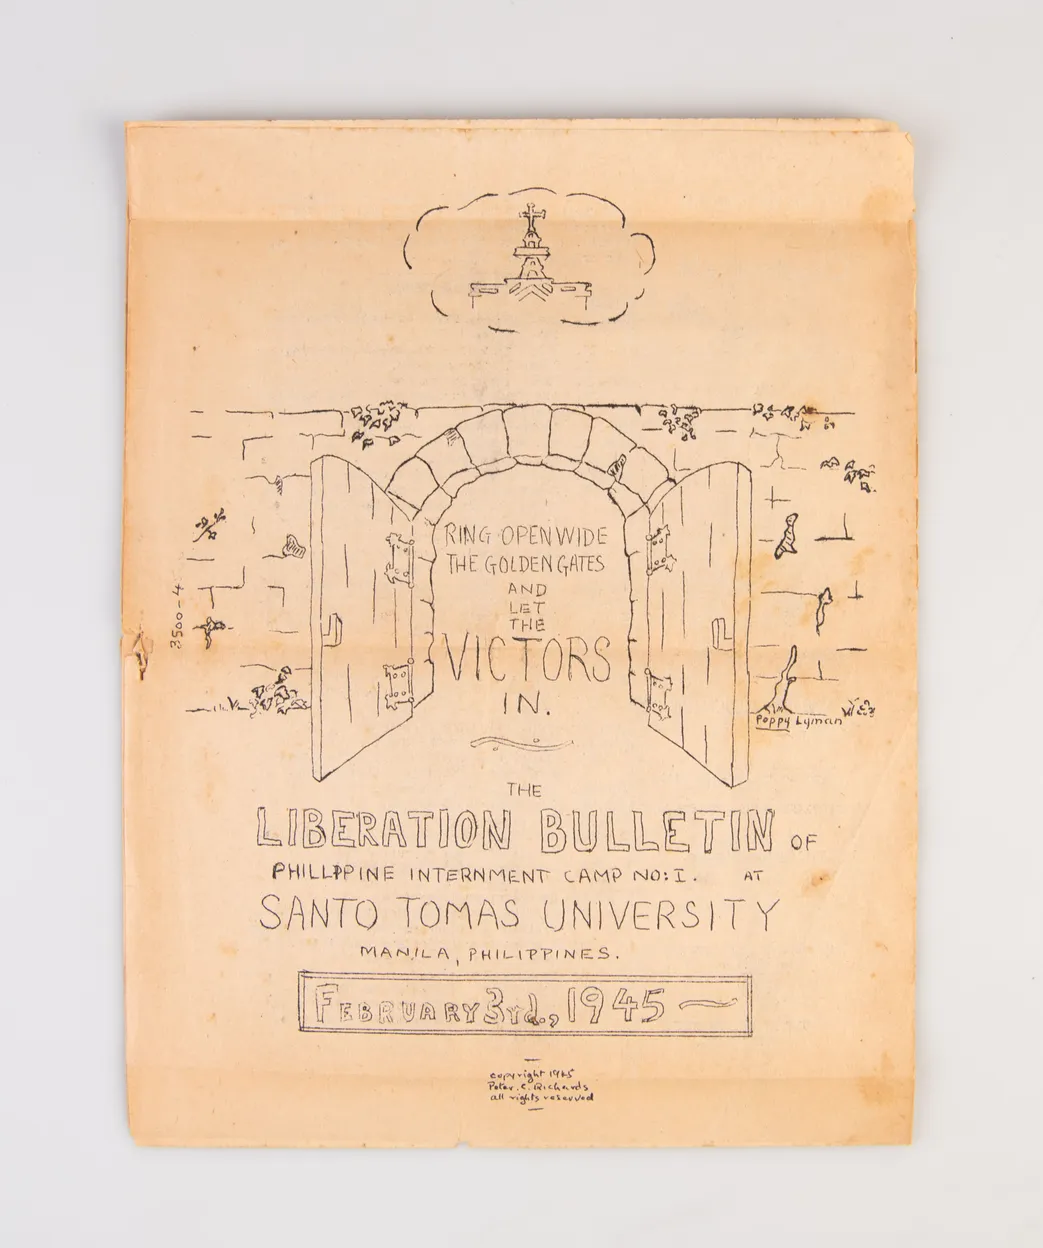 RING OPEN WIDE
THE GOLDEN GATES
AND
LET
THE
VICTORS
IN.
3500-4
Poppy Lyman
THE
LIBERATION BULLETIN OF
PHILLPPINE INTERNMENT CAMP NO: I. AT
SANTO TOMAS UNIVERSITY
MANILA, PHILIPPINES.
FEBRUARY 3rd., 1945
copyright 1945
Peter. C. Richards
all rights reserved